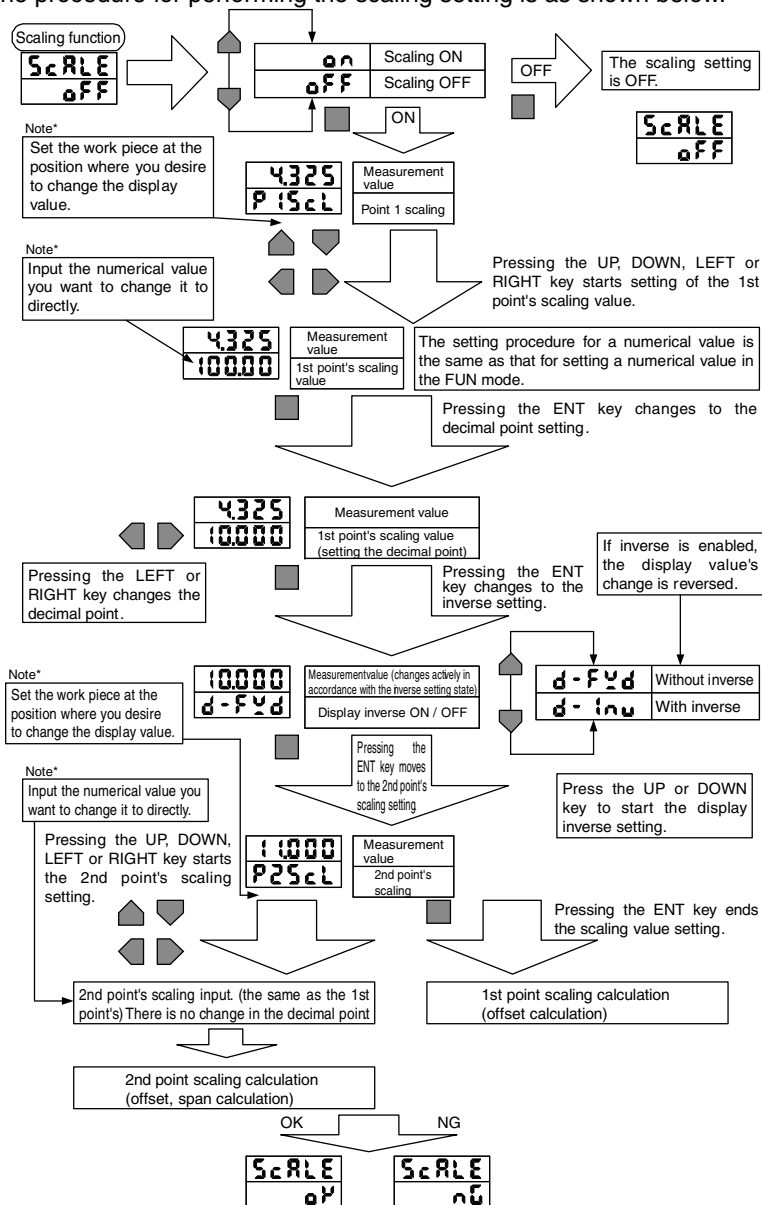 The procedure for performing the scaling setting is as shown below.
Scaling function
ScALE
oFF
on
Scaling ON
oFF
Scaling OFF
OFF
The scaling setting
is OFF.
ScALE
oFF
ON
Note*
Set the work piece at the
position where you desire
to change the display
value.
4.325
P1ScL
Measurement
value
Point 1 scaling
Note*
Input the numerical value
you want to change it to
directly.
Pressing the UP, DOWN, LEFT or
RIGHT key starts setting of the 1st
point's scaling value.
4.325
100.00
Measurement
value
1st point's scaling
value
The setting procedure for a numerical value is
the same as that for setting a numerical value in
the FUN mode.
Pressing the ENT key changes to the
decimal point setting.
4.325
10.000
Measurement value
1st point's scaling value
(setting the decimal point)
Pressing the LEFT or
RIGHT key changes the
decimal point.
Pressing the ENT
key changes to the
inverse setting.
If inverse is enabled,
the display value's
change is reversed.
Note*
Set the work piece at the
position where you desire
to change the display value.
10.000
d-Fwd
Measurementvalue (changes actively in
accordance with the inverse setting state)
Display inverse ON / OFF
d-Fwd
Without inverse
d-Inv
With inverse
Pressing the
ENT key moves
to the 2nd point's
scaling setting
Press the UP or DOWN
key to start the display
inverse setting.
Note*
Input the numerical value you
want to change it to directly.
Pressing the UP, DOWN,
LEFT or RIGHT key starts
the 2nd point's scaling
setting.
11.000
P2ScL
Measurement
value
2nd point's
scaling
Pressing the ENT key ends
the scaling value setting.
2nd point's scaling input. (the same as the 1st
point's) There is no change in the decimal point
1st point scaling calculation
(offset calculation)
2nd point scaling calculation
(offset, span calculation)
OK
NG
ScALE
oK
ScALE
nG